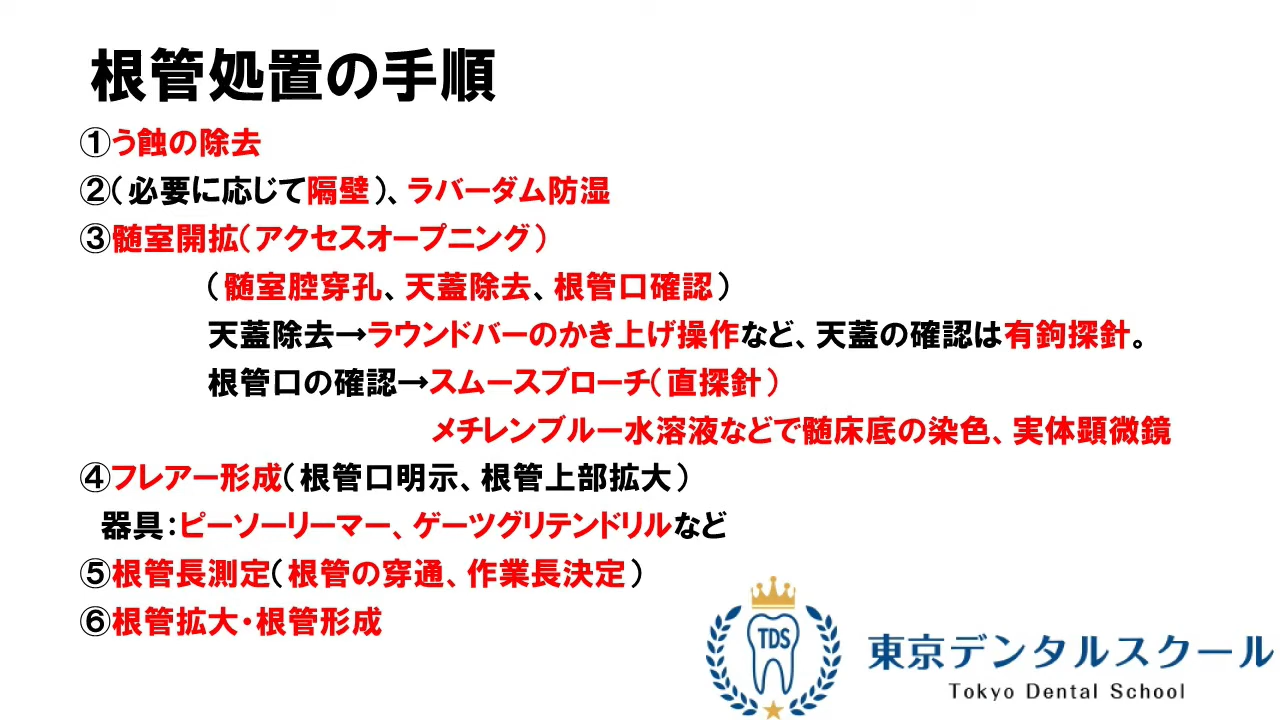 根管処置の手順
①う蝕の除去
②(必要に応じて隔壁)、ラバーダム防湿
③髄室開拡(アクセスオープニング)
(髄室腔穿孔、天蓋除去、根管口確認)
天蓋除去→ラウンドバーのかき上げ操作など、天蓋の確認は有鉤探針。
根管口の確認→スムースブローチ(直探針)
メチレンブルー水溶液などで髄床底の染色、実体顕微鏡
④フレアー形成(根管口明示、根管上部拡大)
器具:ピーソーリーマー、ゲーツグリテンドリルなど
⑤根管長測定(根管の穿通、作業長決定)
⑥根管拡大・根管形成
TDS
東京デンタルスクール
Tokyo Dental School